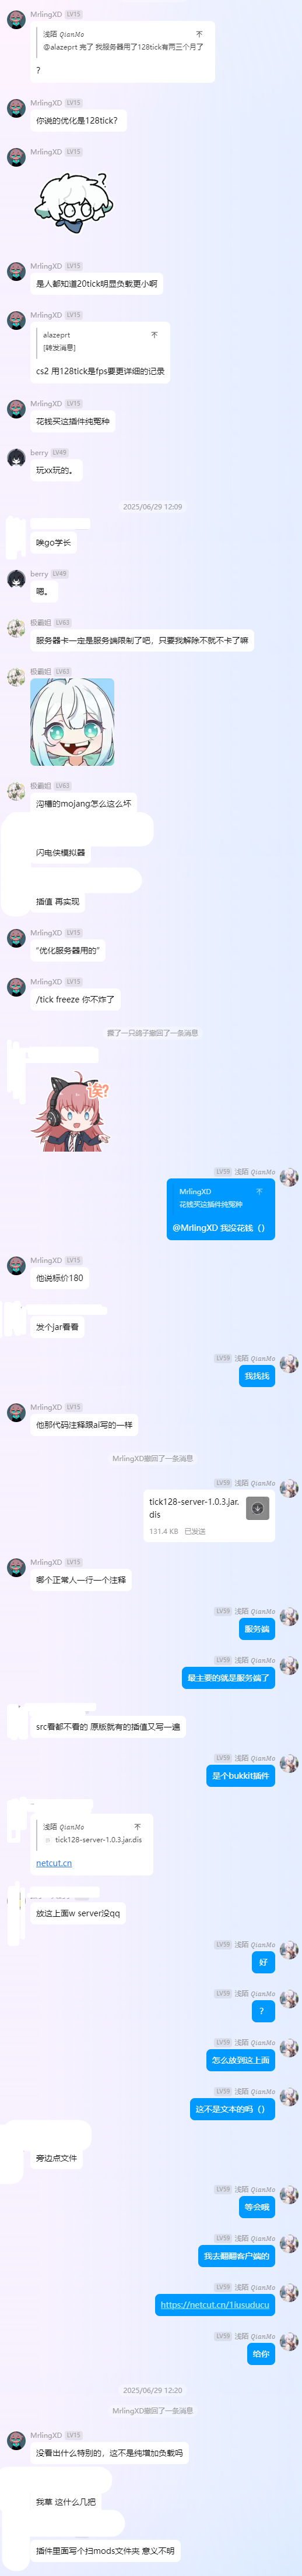 MrlingXD LV15
浅陌 QianMo
@alazeprt 完了 我服务器用了128tick有两三个月了
?
MrlingXD LV15
你说的优化是128tick?
MrlingXD LV15
MrlingXD LV15
是人都知道20tick明显负载更小啊
MrlingXD LV15
alazeprt
[转发消息]
cs2 用128tick是fps要更详细的记录
MrlingXD LV15
花钱买这插件纯冤种
berry LV49
玩xx玩的。
2025/06/29 12:09
唉go学长
berry LV49
嗯。
极霸矩 LV63
服务器卡一定是服务端限制了吧，只要我解除不就不卡了嘛
极霸矩 LV63
极霸矩 LV63
沟槽的mojang怎么这么坏
闪电侠模拟器
插值 再实现
MrlingXD LV15
“优化服务器用的”
MrlingXD LV15
/tick freeze 你不炸了
了一只鸽子撤回了一条消息
诶?
LV59 浅陌 QianMo
MrlingXD
花钱买这插件纯冤种
@MrlingXD 我没花钱（）
MrlingXD LV15
他说标价180
发个jar看看
LV59 浅陌 QianMo
我找找
MrlingXD LV15
他那代码注释跟ai写的一样
MrlingXD撤回了一条消息
LV59 浅陌 QianMo
tick128-server-1.0.3.jar.
dis
131.4 KB 已发送
MrlingXD LV15
哪个正常人一行一个注释
LV59 浅陌 QianMo
服务端
LV59 浅陌 QianMo
最主要的就是服务端了
src看都不看的 原版就有的插值又写一遍
LV59 浅陌 QianMo
是个bukkit插件
浅陌 QianMo
tick128-server-1.0.3.jar.dis
netcut.cn
放这上面w server没qq
LV59 浅陌 QianMo
好
LV59 浅陌 QianMo
？
LV59 浅陌 QianMo
怎么放到这上面
LV59 浅陌 QianMo
这不是文本的吗（）
旁边点文件
LV59 浅陌 QianMo
等会哦
LV59 浅陌 QianMo
我去翻翻客户端的
LV59 浅陌 QianMo
https://netcut.cn/1iusuducu
LV59 浅陌 QianMo
给你
2025/06/29 12:20
MrlingXD撤回了一条消息
MrlingXD LV15
没看出什么特别的，这不是纯增加负载吗
我草 这什么几把
插件里面写个扫mods文件夹 意义不明